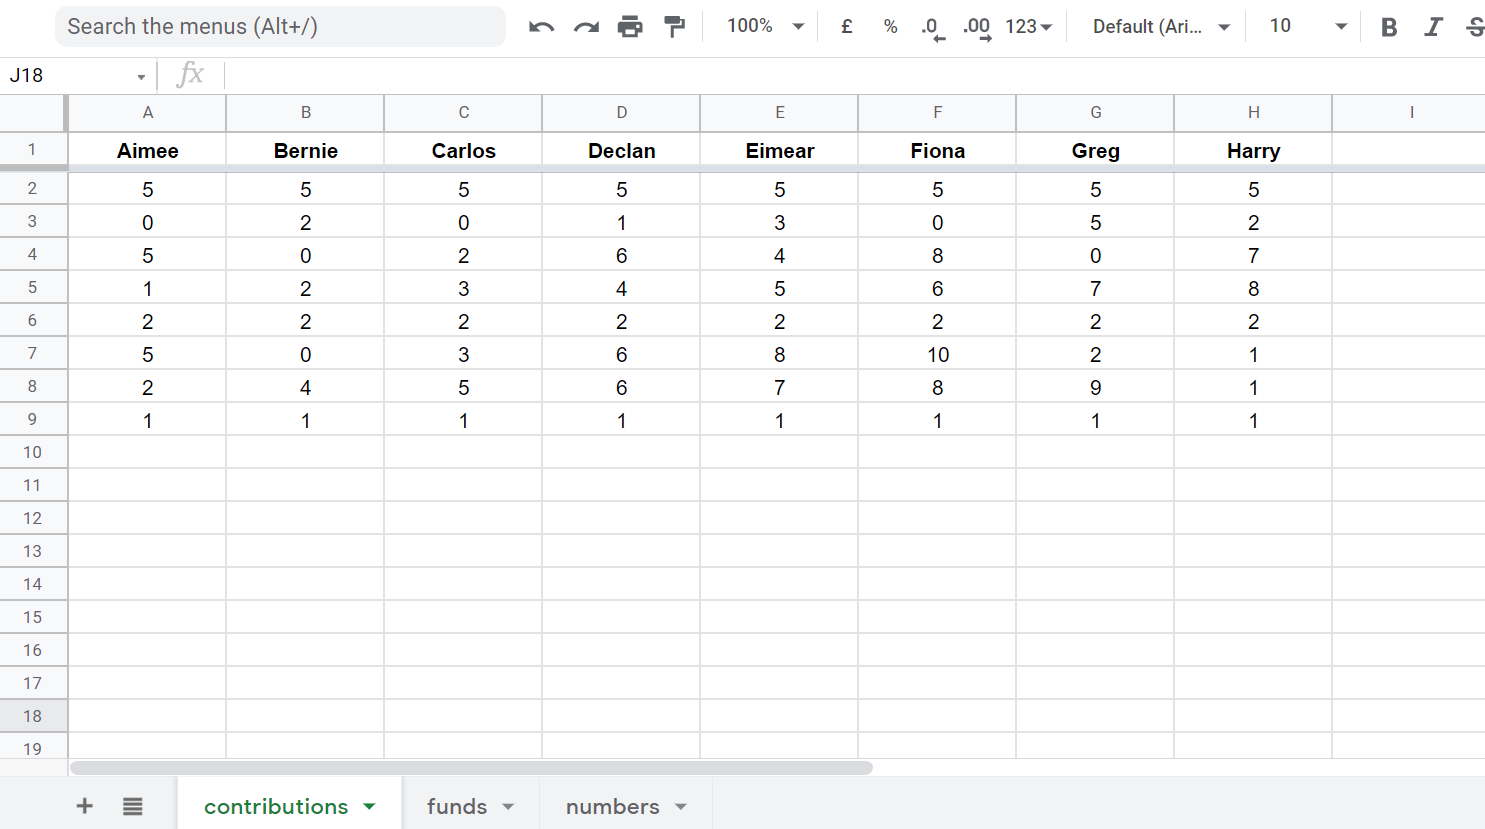 Search the menus (Alt+/) 100% £ % .0 .00 123 Default (Ari... 10 B I S
J18 fx
A B C D E F G H I
1 Aimee Bernie Carlos Declan Eimear Fiona Greg Harry
2 5 5 5 5 5 5 5 5
3 0 2 0 1 3 0 5 2
4 5 0 2 6 4 8 0 7
5 1 2 3 4 5 6 7 8
6 2 2 2 2 2 2 2 2
7 5 0 3 6 8 10 2 1
8 2 4 5 6 7 8 9 1
9 1 1 1 1 1 1 1 1
10
11
12
13
14
15
16
17
18
19
+ contributions funds numbers